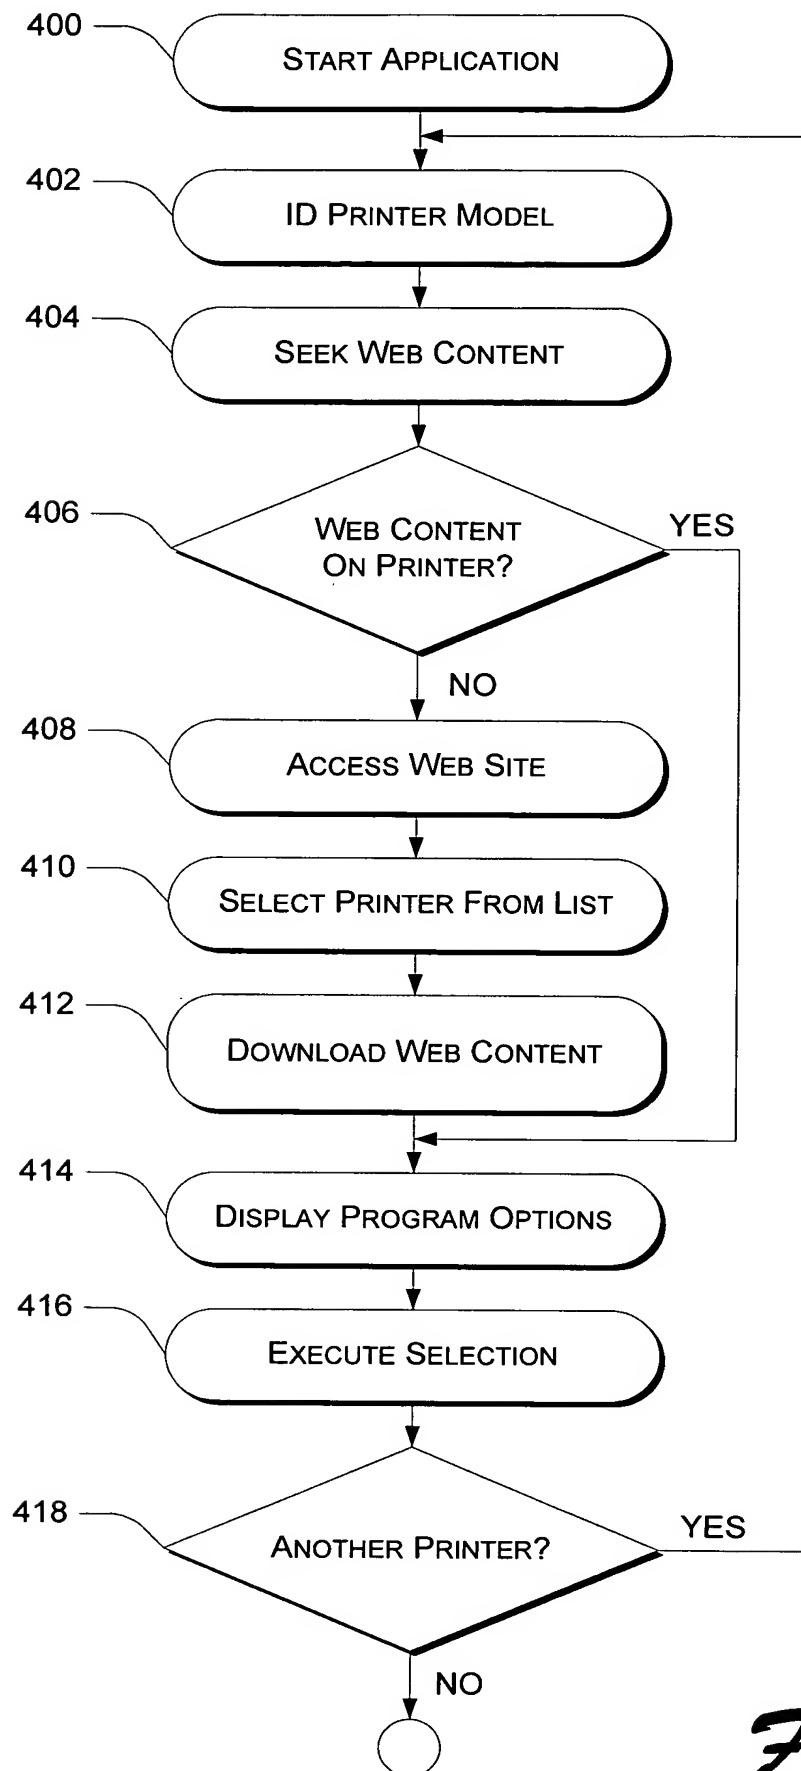 400
START APPLICATION
402
ID PRINTER MODEL
404
SEEK WEB CONTENT
406
WEB CONTENT
ON PRINTER?
YES
NO
408
ACCESS WEB SITE
410
SELECT PRINTER FROM LIST
412
DOWNLOAD WEB CONTENT
414
DISPLAY PROGRAM OPTIONS
416
EXECUTE SELECTION
418
ANOTHER PRINTER?
YES
NO